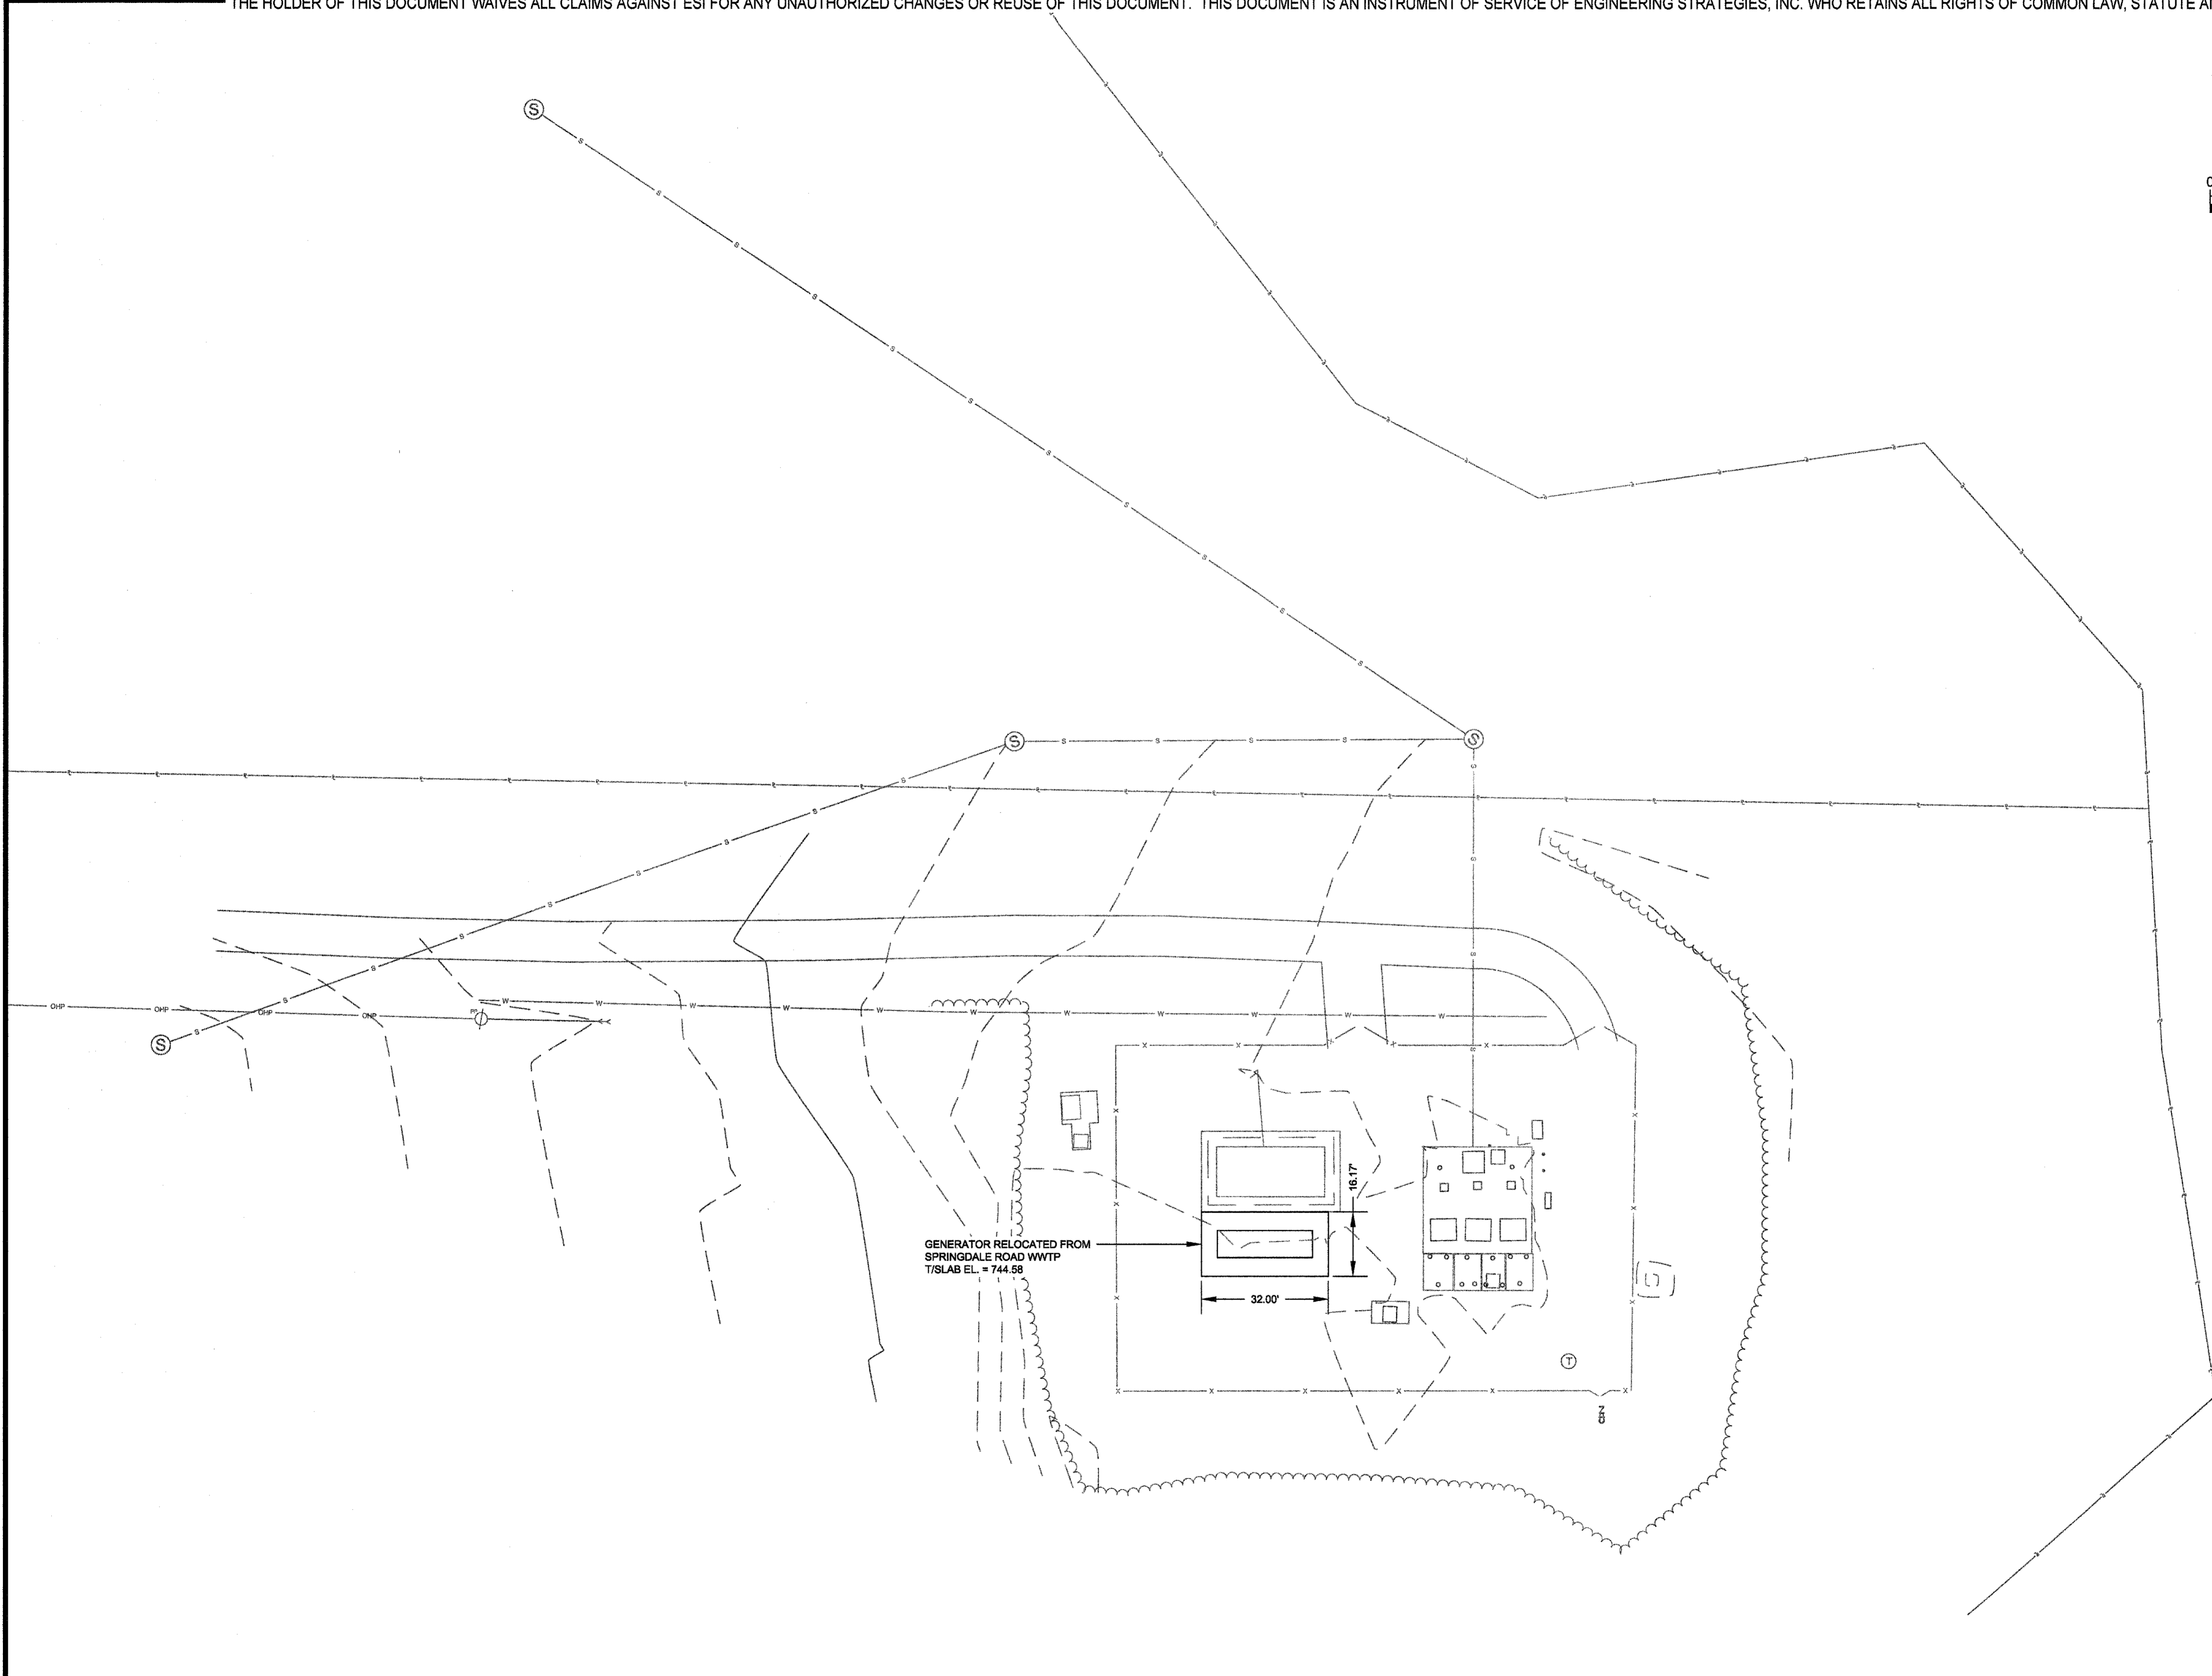 THE HOLDER OF THIS DOCUMENT WAIVES ALL CLAIMS AGAINST ESI FOR ANY UNAUTHORIZED CHANGES OR REUSE OF THIS DOCUMENT. THIS DOCUMENT IS AN INSTRUMENT OF SERVICE OF ENGINEERING STRATEGIES, INC. WHO RETAINS ALL RIGHTS OF COMMON LAW, STATUTE
S
S
S
S
OHP
OHP
OHP
OHP
PP
W
W
W
W
W
W
W
W
W
W
W
16.17'
GENERATOR RELOCATED FROM
SPRINGDALE ROAD WWTP
T/SLAB EL. = 744.58
32.00'
T